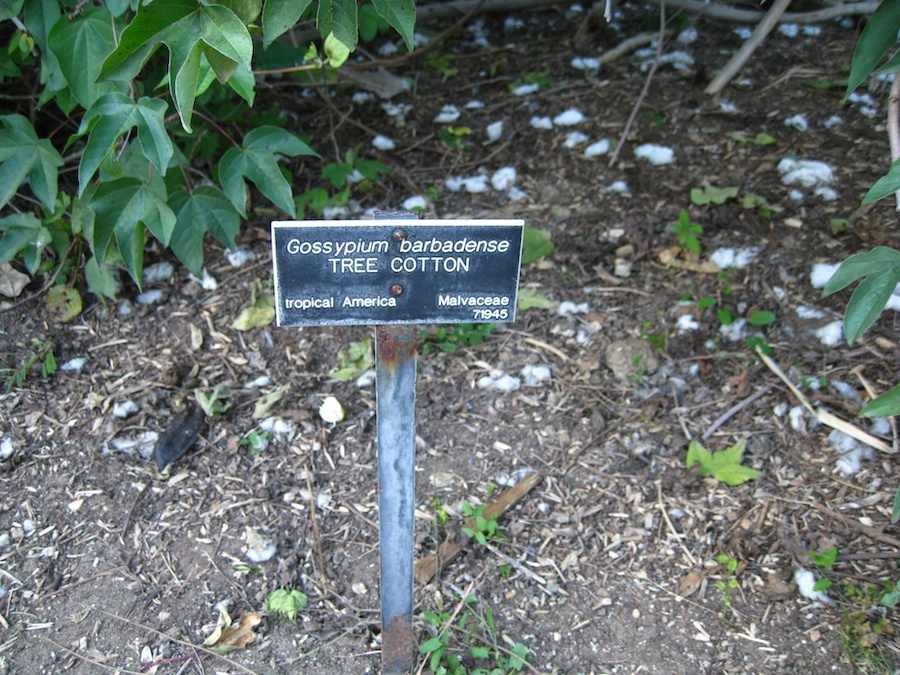 Gossypium barbadense
TREE COTTON
tropical America Malvaceae
71945